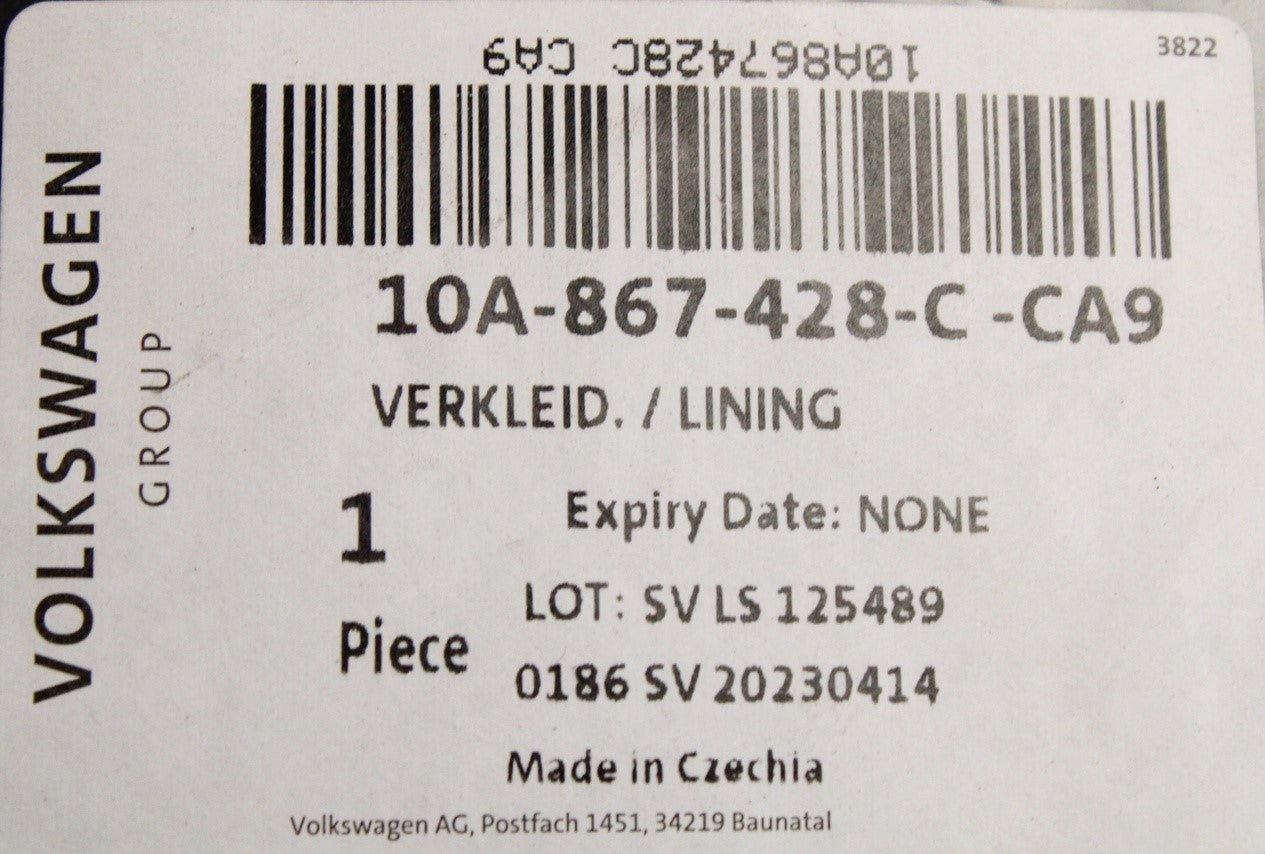 10A867428C CA9
3822
VOLKSWAGEN
GROUP
10A-867-428-C -CA9
VERKLEID. / LINING
1
Piece
Expiry Date: NONE
LOT: SV LS 125489
0186 SV 20230414
Made in Czechia
Volkswagen AG, Postfach 1451, 34219 Baunatal